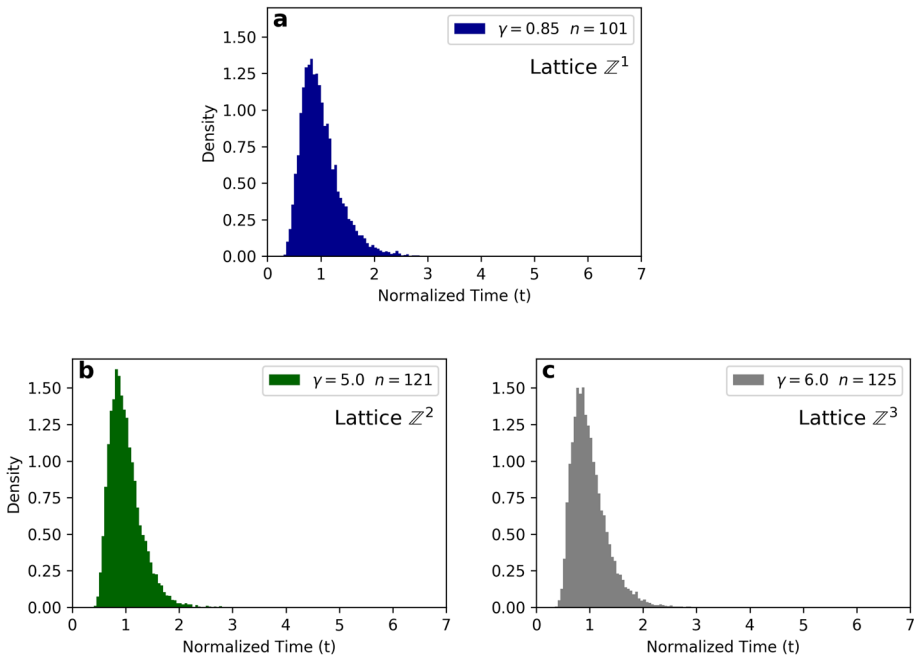 a
γ = 0.85 n = 101
Lattice ℤ¹
Density
1.50
1.25
1.00
0.75
0.50
0.25
0.00
0 1 2 3 4 5 6 7
Normalized Time (t)
b
γ = 5.0 n = 121
Lattice ℤ²
Density
1.50
1.25
1.00
0.75
0.50
0.25
0.00
0 1 2 3 4 5 6 7
Normalized Time (t)
c
γ = 6.0 n = 125
Lattice ℤ³
1.50
1.25
1.00
0.75
0.50
0.25
0.00
0 1 2 3 4 5 6 7
Normalized Time (t)